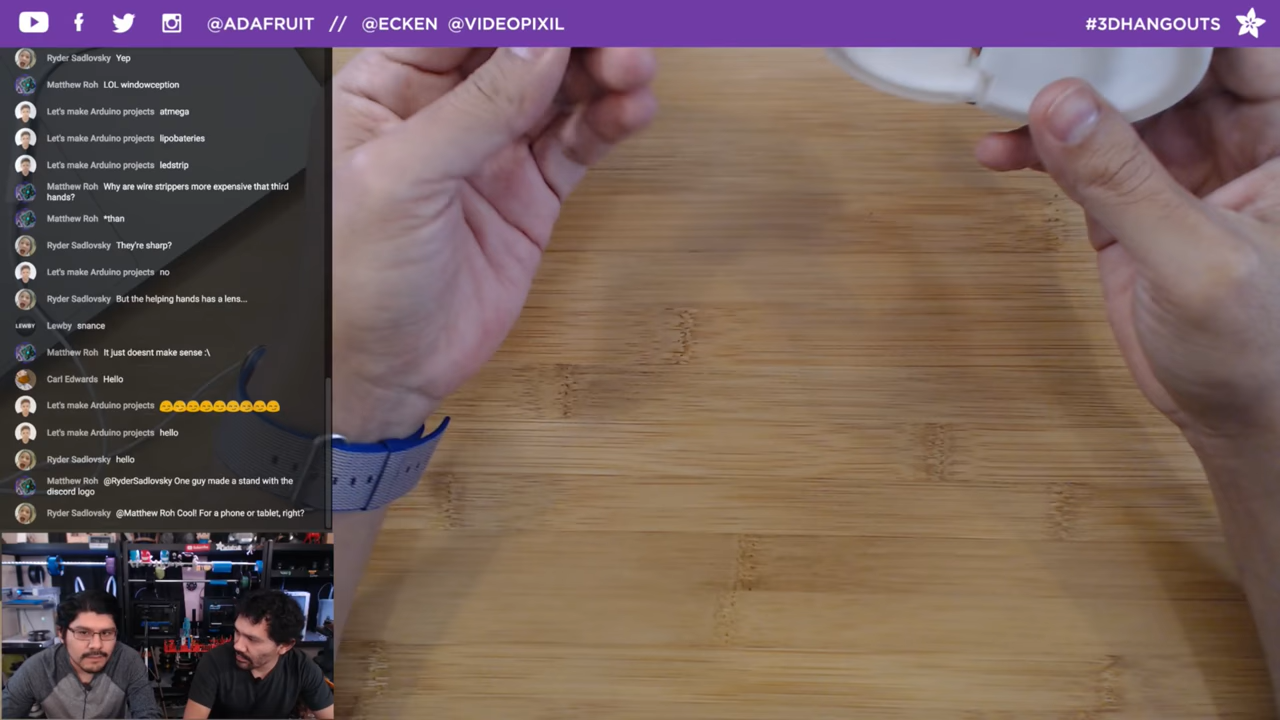 @ADAFRUIT // @ECKEN @VIDEOPIXIL
#3DHANGOUTS
Ryder Sadlovsky Yep
Matthew Roh LOL windowception
Let's make Arduino projects atmega
Let's make Arduino projects lipobateries
Let's make Arduino projects ledstrip
Matthew Roh Why are wire strippers more expensive that third
hands?
Matthew Roh *than
Ryder Sadlovsky They're sharp?
Let's make Arduino projects no
Ryder Sadlovsky But the helping hands has a lens...
LEWBY Lewby snance
Matthew Roh It just doesnt make sense :\
Carl Edwards Hello
Let's make Arduino projects 😄😄😄😄😄😄😄😄😄
Let's make Arduino projects hello
Ryder Sadlovsky hello
Matthew Roh @RyderSadlovsky One guy made a stand with the
discord logo
Ryder Sadlovsky @Matthew Roh Cool! For a phone or tablet, right?